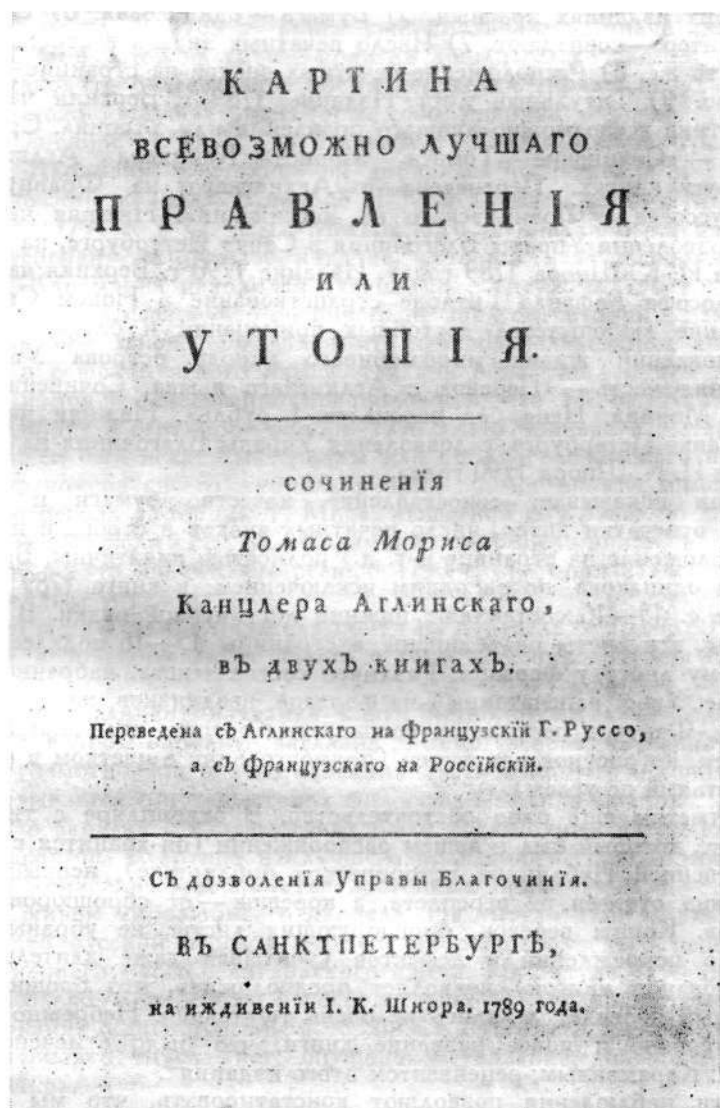 КАРТИНА
ВСЕВОЗМОЖНО ЛУЧШАГО
ПРАВЛЕНІЯ
ИЛИ
УТОПІЯ.
СОЧИНЕНІЯ
Томаса Мориса
Канцлера Аглинскаго,
въ двухъ книгахъ.
Переведена съ Аглинскаго на Французскій Г. Руссо,
а съ Французскаго на Россійскій.
Съ дозволенія Управы Благочинія.
ВЪ САНКТПЕТЕРБУРГѢ,
на иждивеніи І. К. Шнора. 1789 года.